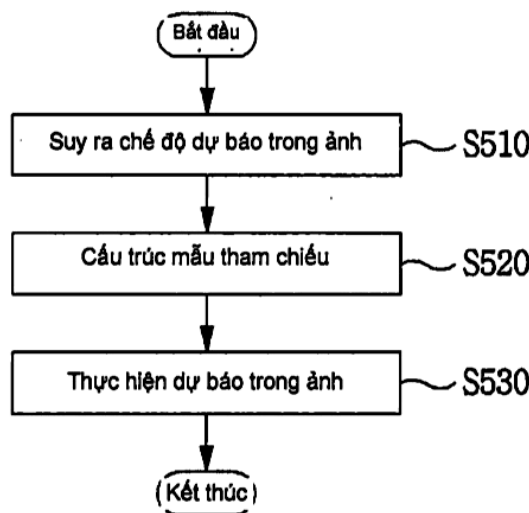 Bắt đầu
Suy ra chế độ dự báo trong ảnh
S510
Cấu trúc mẫu tham chiếu
S520
Thực hiện dự báo trong ảnh
S530
Kết thúc